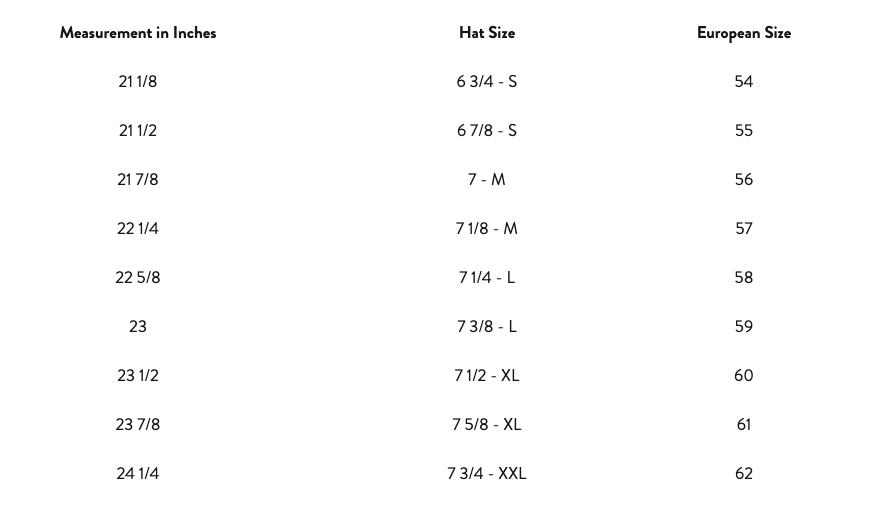 Measurement in Inches Hat Size European Size
21 1/8 6 3/4 - S 54
21 1/2 6 7/8 - S 55
21 7/8 7 - M 56
22 1/4 7 1/8 - M 57
22 5/8 7 1/4 - L 58
23 7 3/8 - L 59
23 1/2 7 1/2 - XL 60
23 7/8 7 5/8 - XL 61
24 1/4 7 3/4 - XXL 62